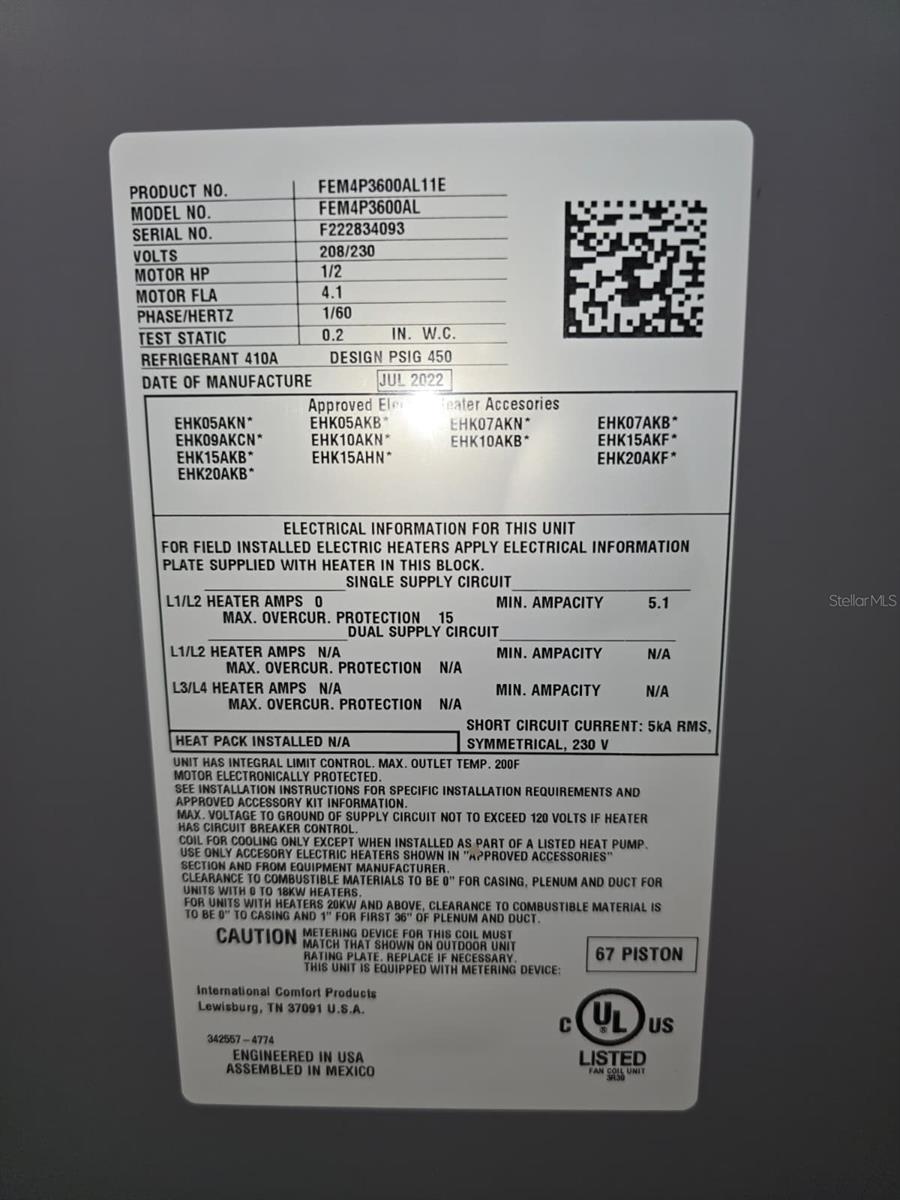 PRODUCT NO. FEM4P3600AL11E
MODEL NO. FEM4P3600AL
SERIAL NO. F222834093
VOLTS 208/230
MOTOR HP 1/2
MOTOR FLA 4.1
PHASE/HERTZ 1/60
TEST STATIC 0.2 IN. W.C.
REFRIGERANT 410A DESIGN PSIG 450
DATE OF MANUFACTURE JUL 2022
Approved eater Accesories
EHK05AKN* EHK05AKB* EHK07AKN* EHK07AKB*
EHK09AKCN* EHK10AKN* EHK10AKB* EHK15AKF*
EHK15AKB* EHK15AHN* EHK20AKF*
EHK20AKB*
ELECTRICAL INFORMATION FOR THIS UNIT
FOR FIELD INSTALLED ELECTRIC HEATERS APPLY ELECTRICAL INFORMATION
PLATE SUPPLIED WITH HEATER IN THIS BLOCK.
SINGLE SUPPLY CIRCUIT
L1/L2 HEATER AMPS 0 MIN. AMPACITY 5.1
MAX. OVERCUR. PROTECTION 15
DUAL SUPPLY CIRCUIT
L1/L2 HEATER AMPS N/A MIN. AMPACITY N/A
MAX. OVERCUR. PROTECTION N/A
L3/L4 HEATER AMPS N/A MIN. AMPACITY N/A
MAX. OVERCUR. PROTECTION N/A
SHORT CIRCUIT CURRENT: 5kA RMS,
HEAT PACK INSTALLED N/A SYMMETRICAL, 230 V
UNIT HAS INTEGRAL LIMIT CONTROL. MAX. OUTLET TEMP. 200F
MOTOR ELECTRONICALLY PROTECTED.
SEE INSTALLATION INSTRUCTIONS FOR SPECIFIC INSTALLATION REQUIREMENTS AND
APPROVED ACCESSORY KIT INFORMATION.
MAX. VOLTAGE TO GROUND OF SUPPLY CIRCUIT NOT TO EXCEED 120 VOLTS IF HEATER
HAS CIRCUIT BREAKER CONTROL.
COIL FOR COOLING ONLY EXCEPT WHEN INSTALLED AS PART OF A LISTED HEAT PUMP.
USE ONLY ACCESORY ELECTRIC HEATERS SHOWN IN "APPROVED ACCESSORIES"
SECTION AND FROM EQUIPMENT MANUFACTURER.
CLEARANCE TO COMBUSTIBLE MATERIALS TO BE 0" FOR CASING, PLENUM AND DUCT FOR
UNITS WITH 0 TO 18KW HEATERS.
FOR UNITS WITH HEATERS 20KW AND ABOVE, CLEARANCE TO COMBUSTIBLE MATERIAL IS
TO BE 0" TO CASING AND 1" FOR FIRST 36" OF PLENUM AND DUCT.
CAUTION METERING DEVICE FOR THIS COIL MUST
MATCH THAT SHOWN ON OUTDOOR UNIT
RATING PLATE. REPLACE IF NECESSARY.
THIS UNIT IS EQUIPPED WITH METERING DEVICE:
67 PISTON
International Comfort Products
Lewisburg, TN 37091 U.S.A.
342557-4774
ENGINEERED IN USA
ASSEMBLED IN MEXICO
C UL® US
LISTED
FAN COIL UNIT
3R30
StellarMLS